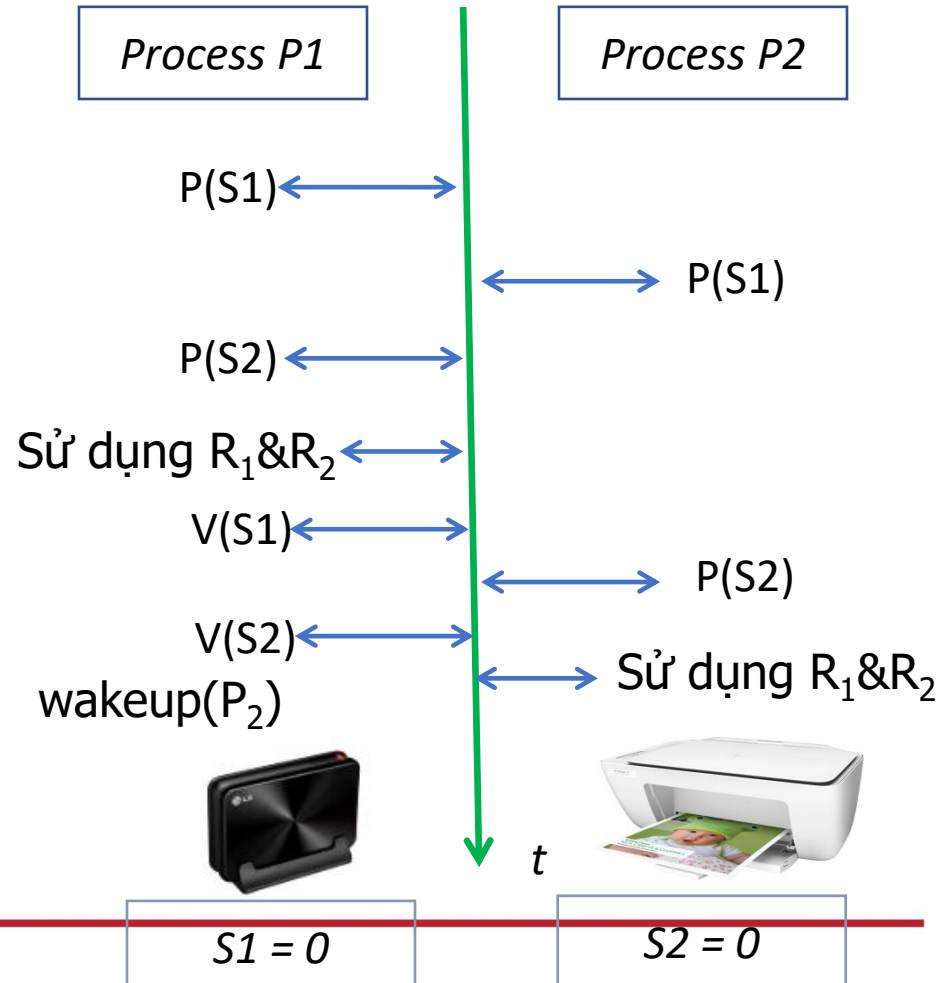 Process P1
Process P2
P(S1)
P(S1)
P(S2)
Sử dụng R₁&R₂
V(S1)
P(S2)
V(S2)
Sử dụng R₁&R₂
wakeup(P₂)
LG
t
S1 = 0
S2 = 0